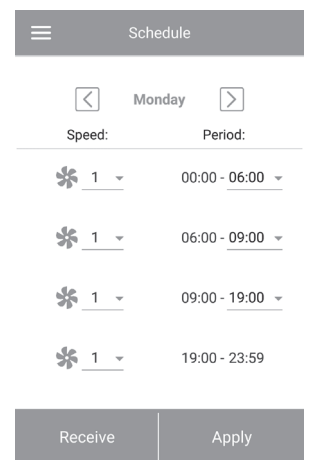 Schedule
Monday
Speed: Period:
1 00:00 - 06:00
1 06:00 - 09:00
1 09:00 - 19:00
1 19:00 - 23:59
Receive Apply